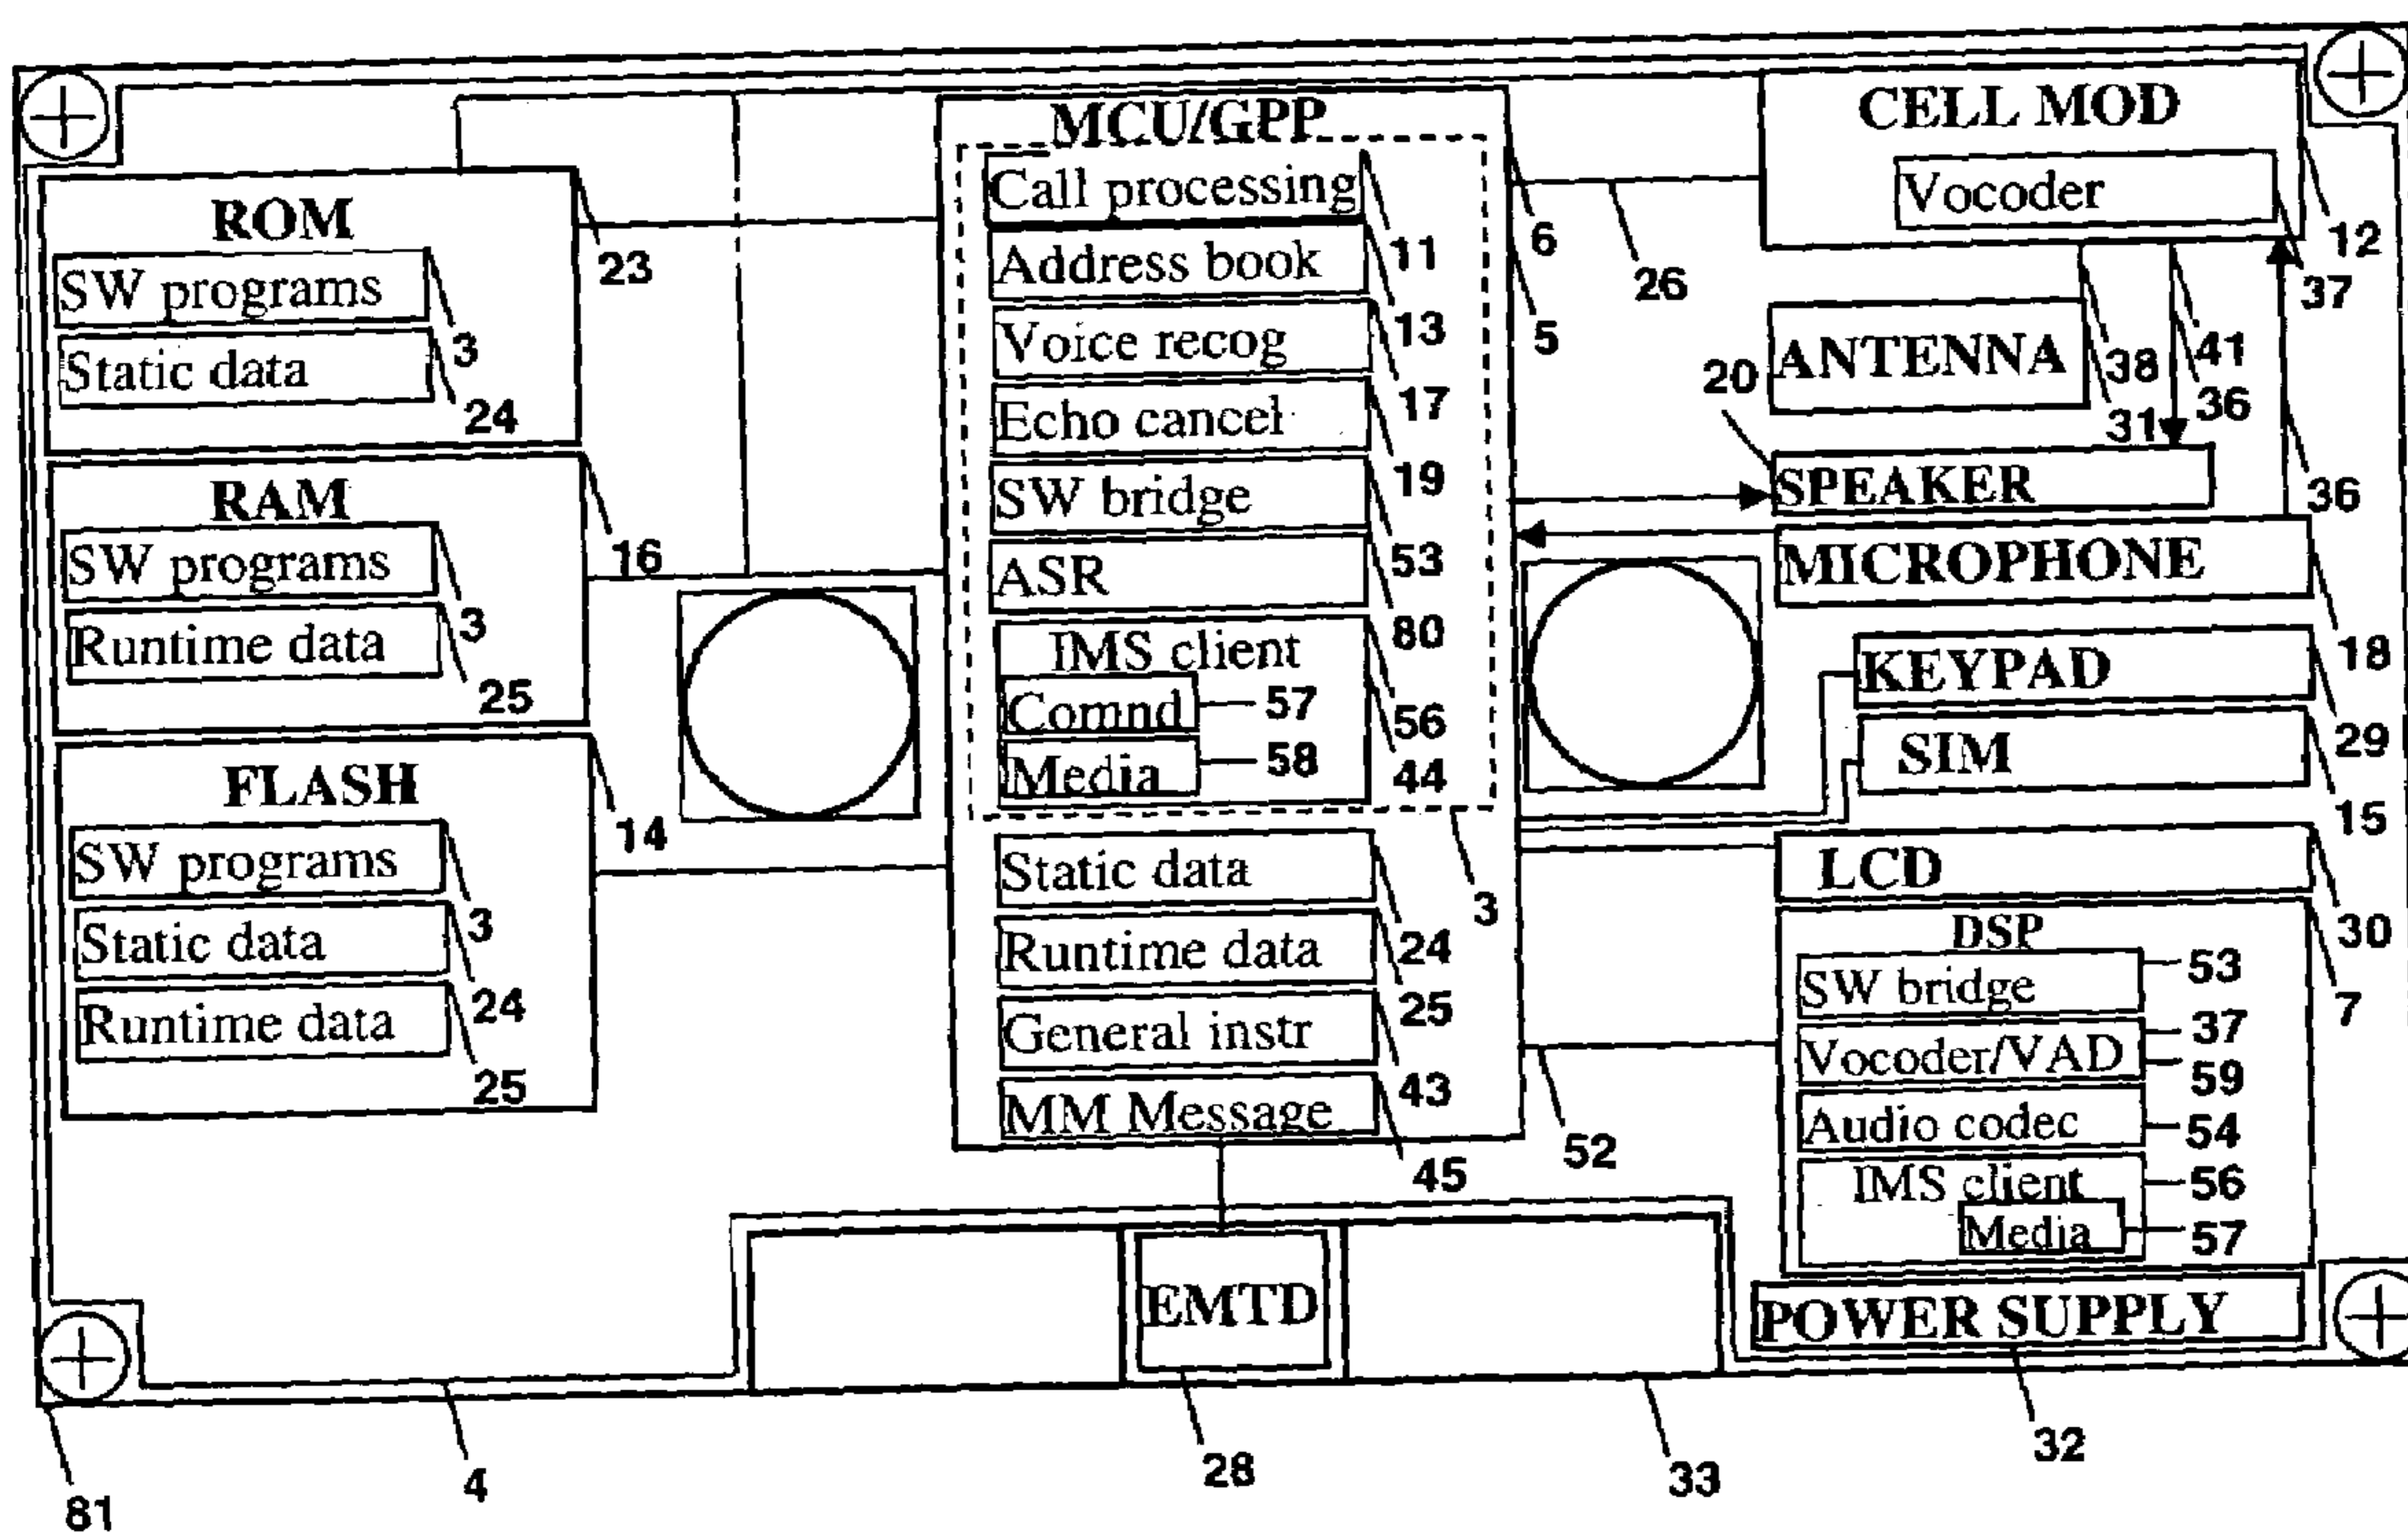 ROM
SW programs
Static data
23
3
24
RAM
SW programs
Runtime data
16
3
25
FLASH
SW programs
Static data
Runtime data
14
3
24
25
MCU/GPP
Call processing
Address book
Voice recog
Echo cancel
SW bridge
ASR
IMS client
Comnd
57
Media
58
6
5
11
13
17
19
53
80
56
44
3
Static data
Runtime data
General instr
MM Message
24
25
43
45
CELL MOD
Vocoder
26
12
37
ANTENNA
38
31
41
36
36
20
SPEAKER
MICROPHONE
18
KEYPAD
29
SIM
15
LCD
30
DSP
7
SW bridge
53
Vocoder/VAD
37
59
Audio codec
54
IMS client
56
Media
57
52
EMTD
POWER SUPPLY
81
4
28
33
32